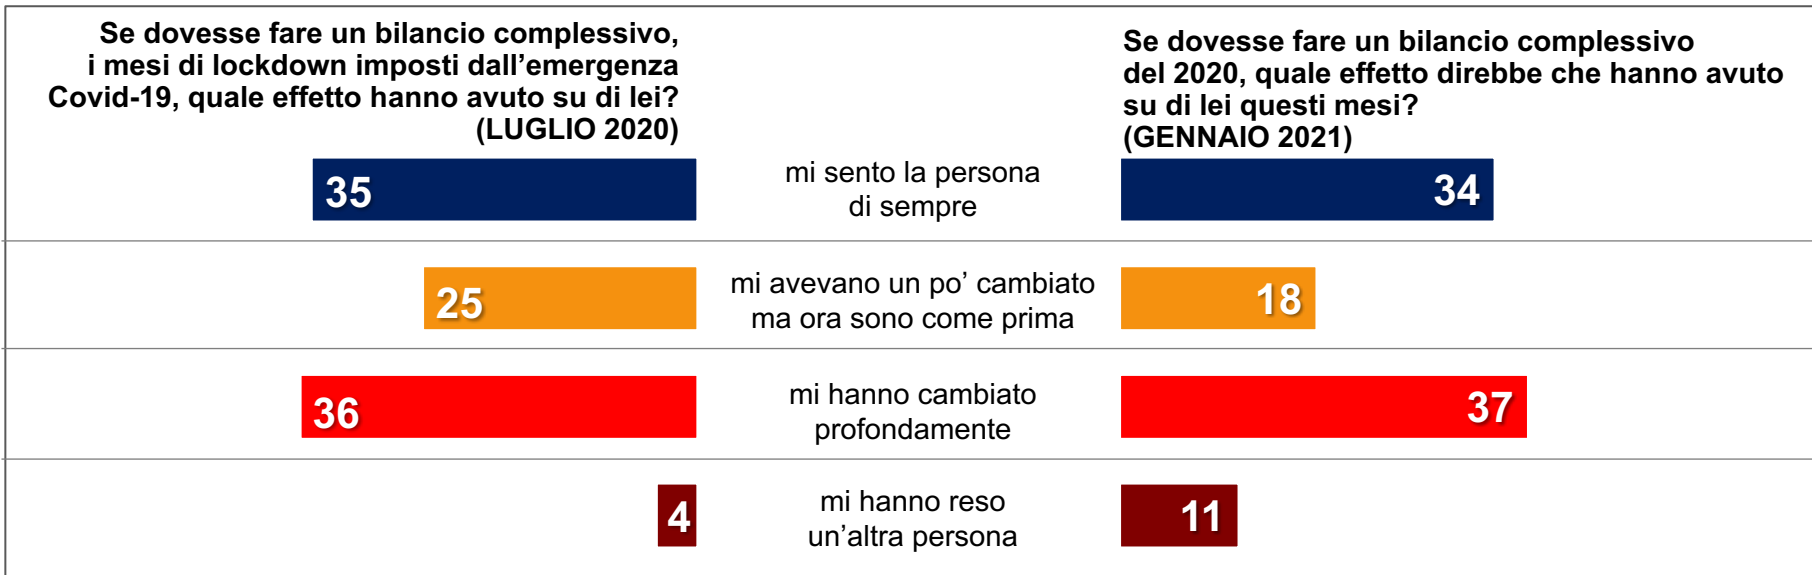 Se dovesse fare un bilancio complessivo,
i mesi di lockdown imposti dall’emergenza
Covid-19, quale effetto hanno avuto su di lei?
(LUGLIO 2020)
Se dovesse fare un bilancio complessivo
del 2020, quale effetto direbbe che hanno avuto
su di lei questi mesi?
(GENNAIO 2021)
35
mi sento la persona
di sempre
34
25
mi avevano un po’ cambiato
ma ora sono come prima
18
36
mi hanno cambiato
profondamente
37
4
mi hanno reso
un’altra persona
11